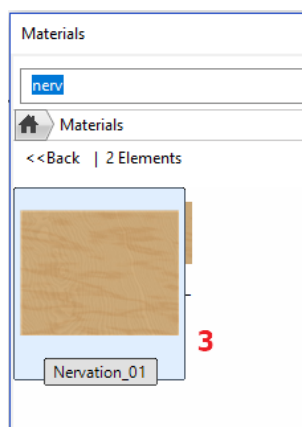 Materials
nerv
Materials
<<Back | 2 Elements
3
Nervation_01